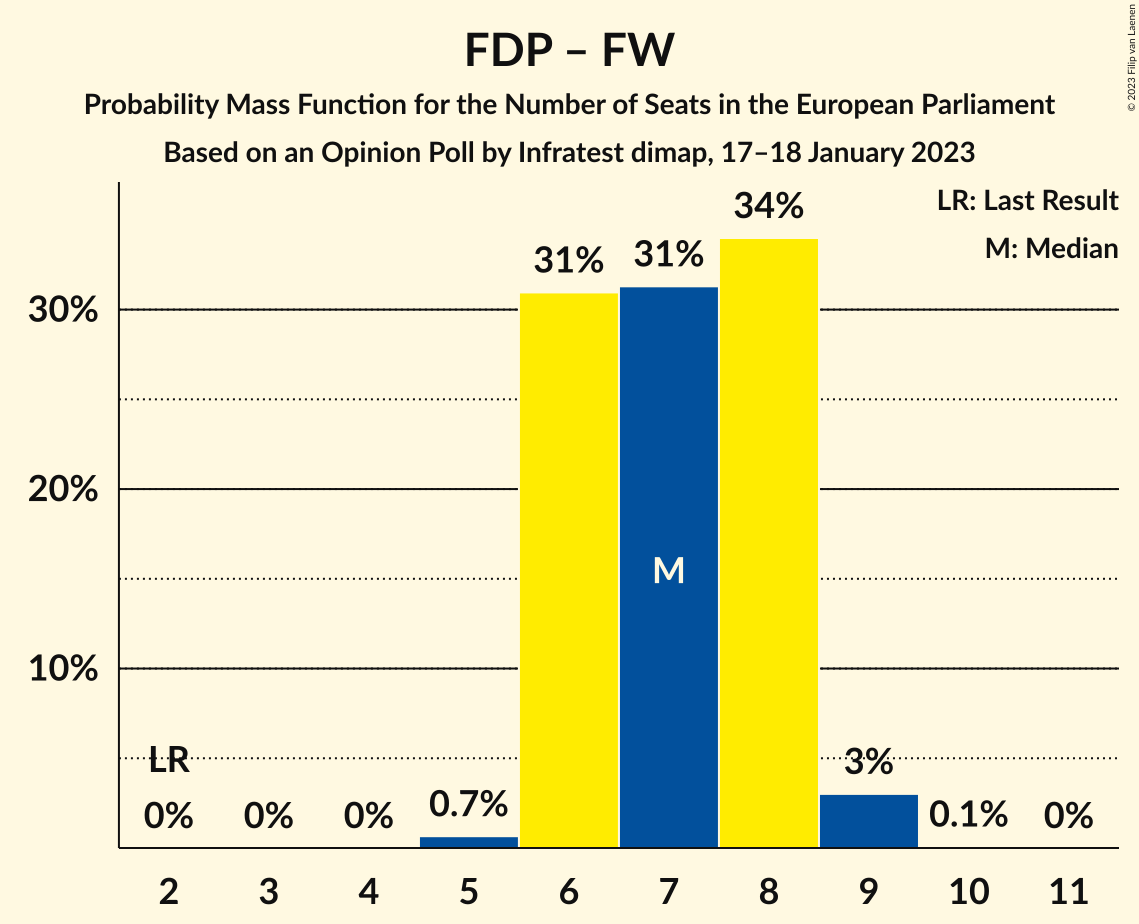 FDP – FW
Probability Mass Function for the Number of Seats in the European Parliament
Based on an Opinion Poll by Infratest dimap, 17–18 January 2023
© 2023 Filip van Laenen
LR: Last Result
M: Median
34%
31%
31%
30%
20%
M
10%
LR
3%
0%
0%
0%
0.7%
0.1%
0%
2 3 4 5 6 7 8 9 10 11